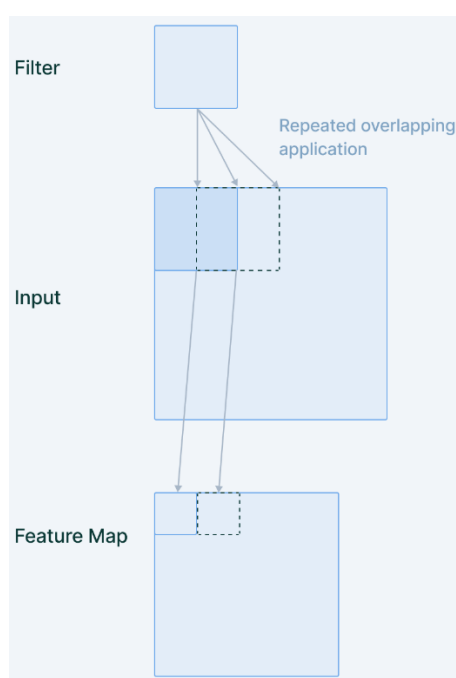 Filter
Repeated overlapping
application
Input
Feature Map